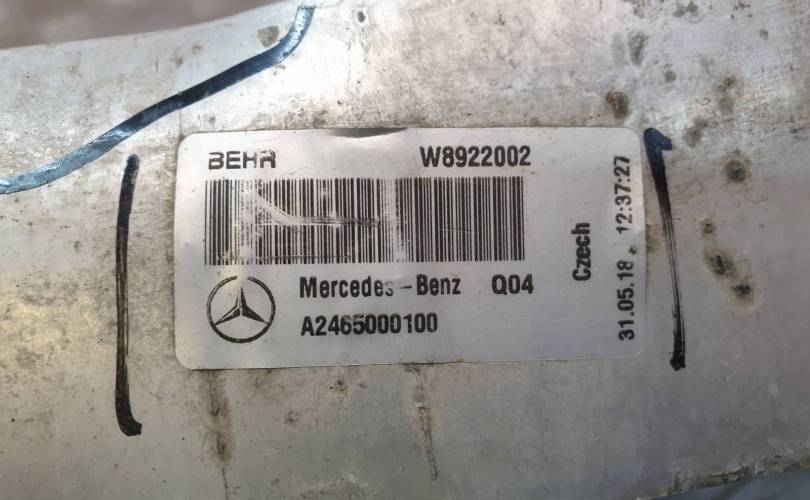 BEHR W8922002
Mercedes-Benz Q04
A2465000100
Czech
31.05.18 12:37:27